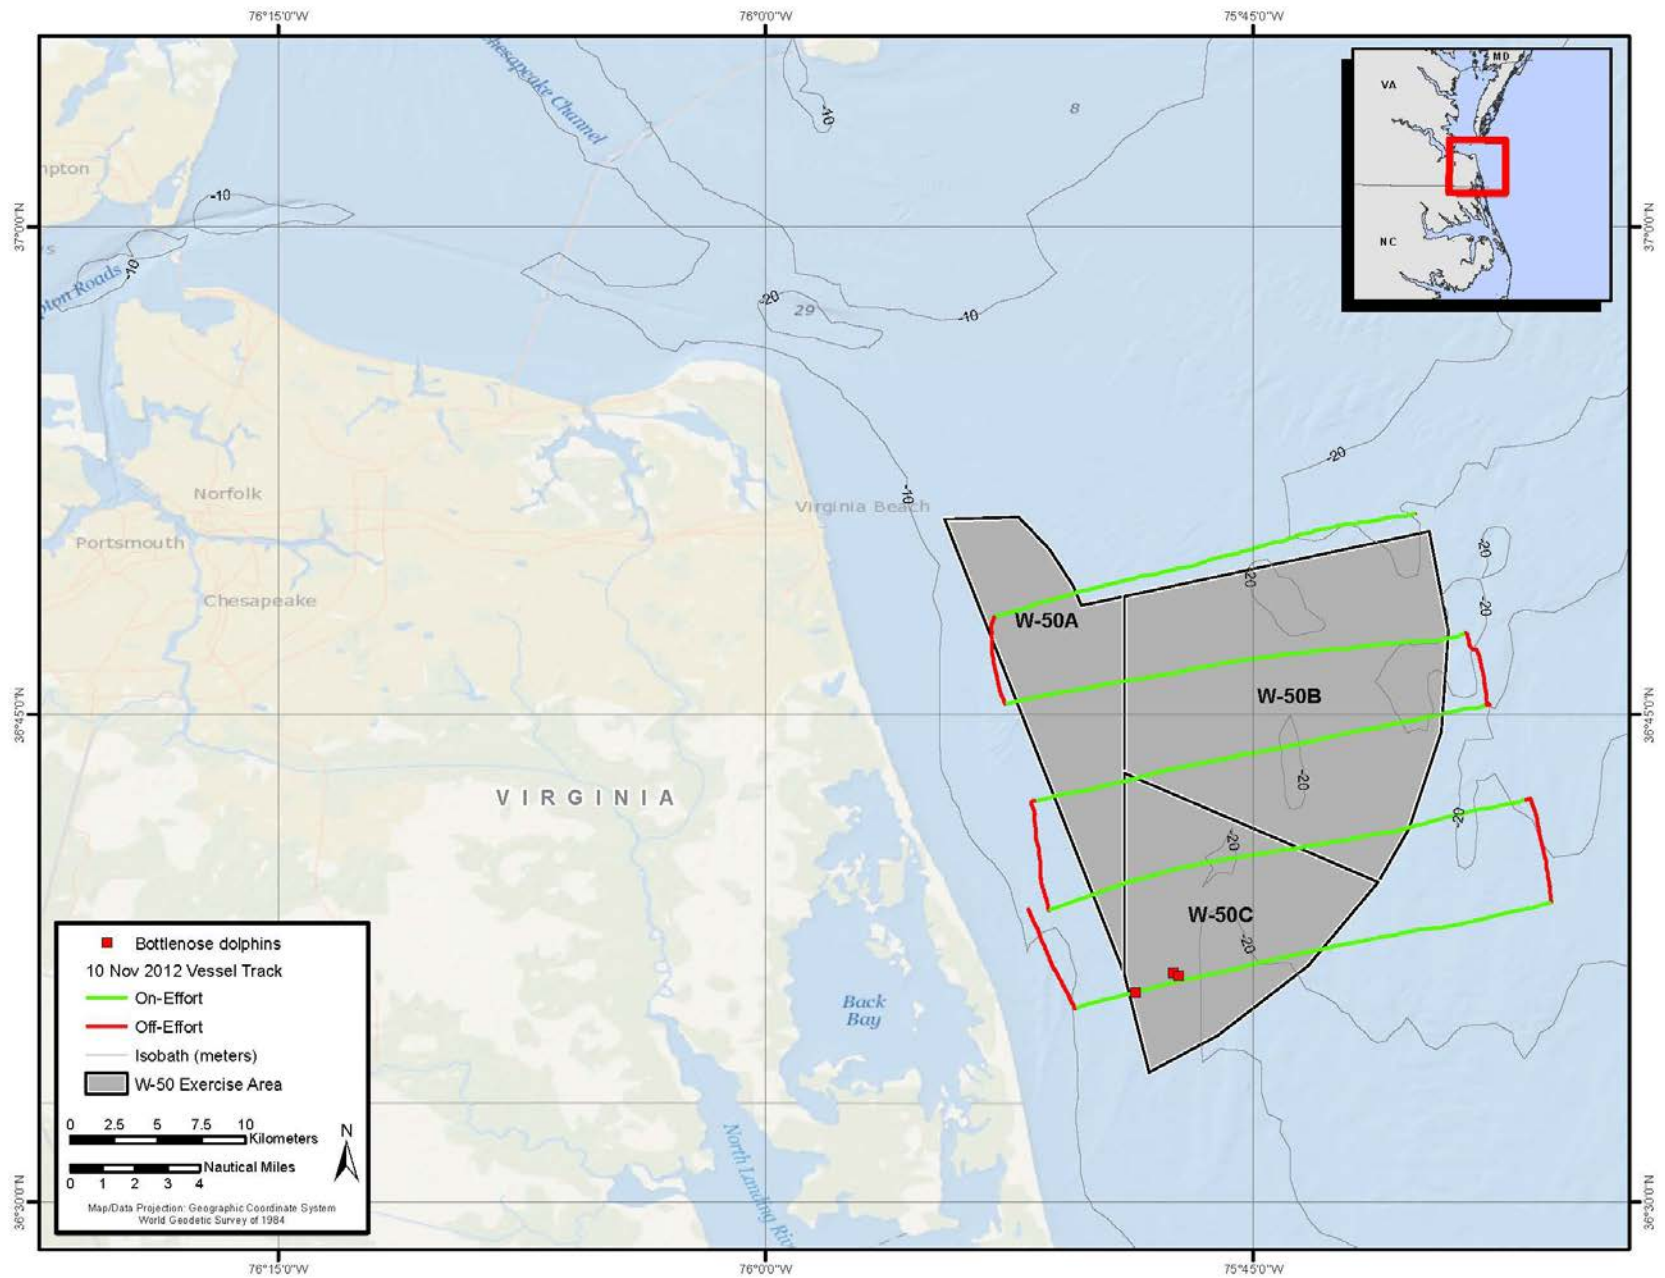 76°15'0"W
76°0'0"W
75°45'0"W
Chesapeake Channel
-10
8
MD
VA
NC
mpton
-10
37°0'0"N
37°0'0"N
-10
pton Roads
-20
29
-10
-20
Norfolk
-10
Virginia Beach
Portsmouth
-20
-20
Chesapeake
-20
W-50A
W-50B
36°45'0"N
36°45'0"N
-20
VIRGINIA
-20
-20
W-50C
-20
Back
Bay
North Landing Riv
Bottlenose dolphins
10 Nov 2012 Vessel Track
On-Effort
Off-Effort
Isobath (meters)
W-50 Exercise Area
0 2.5 5 7.5 10
Kilometers
N
Nautical Miles
0 1 2 3 4
Map/Data Projection: Geographic Coordinate System
World Geodetic Survey of 1984
36°30'0"N
36°30'0"N
76°15'0"W
76°0'0"W
75°45'0"W